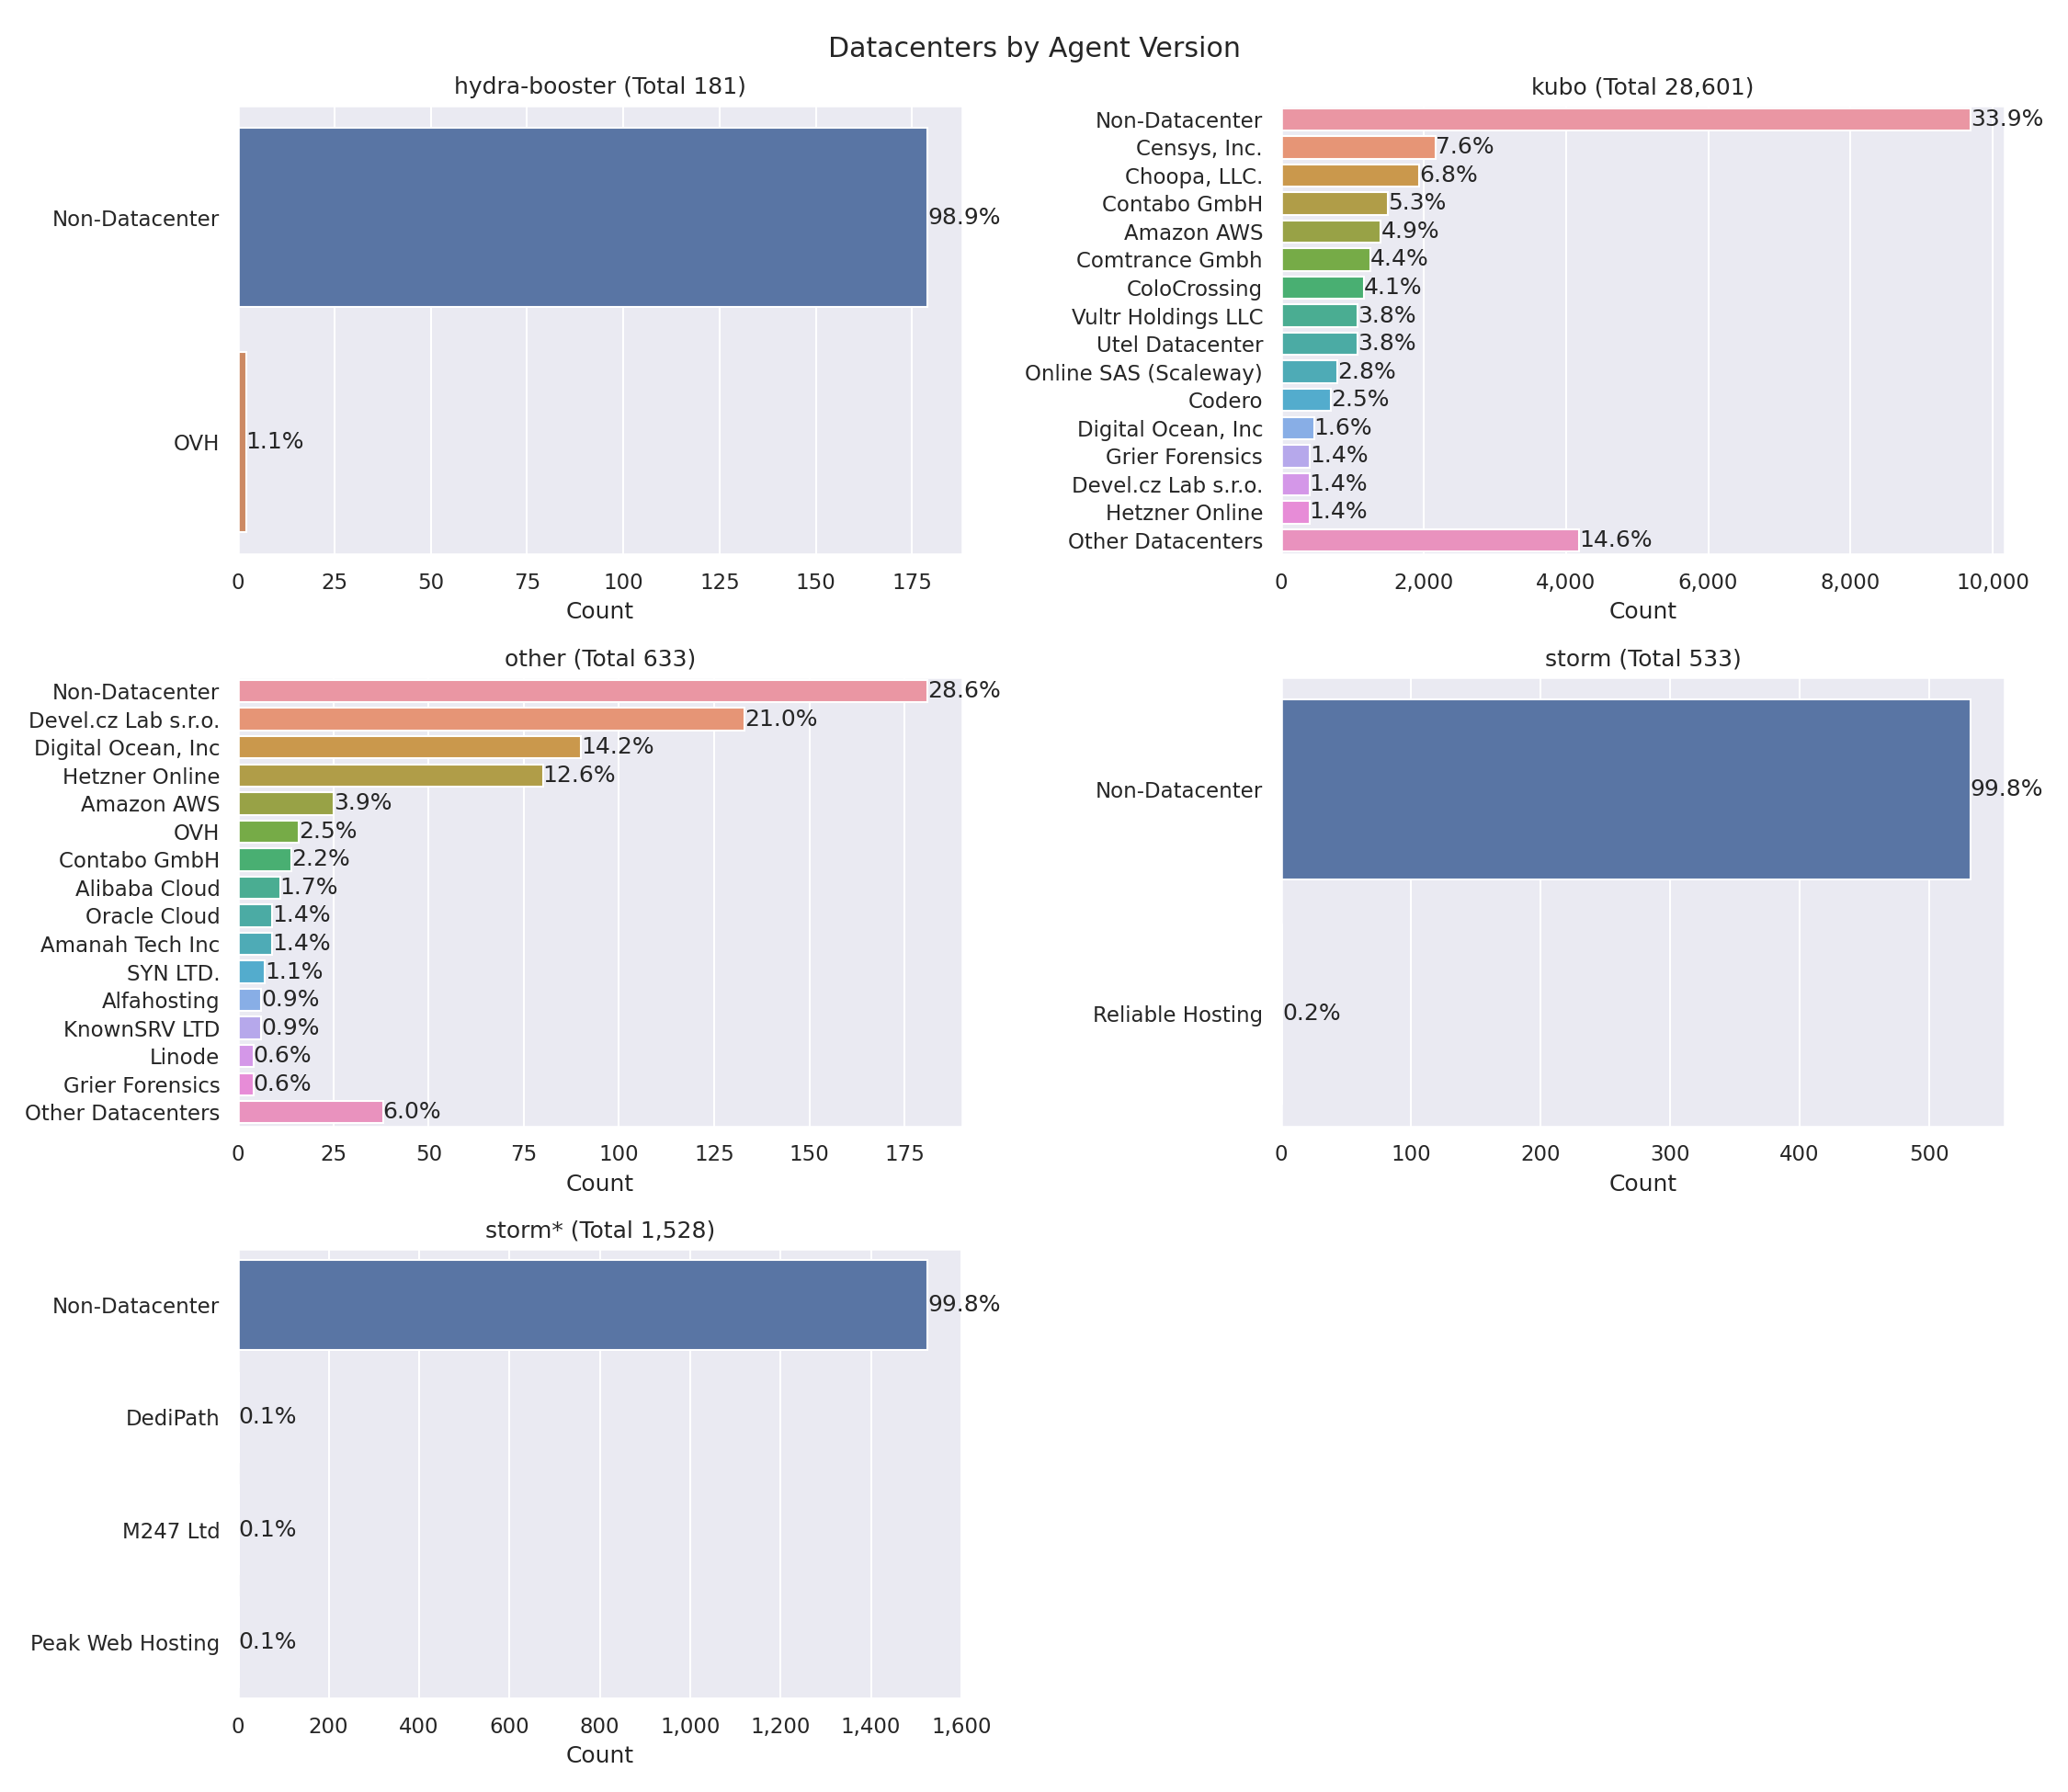 Datacenters by Agent Version
hydra-booster (Total 181)
Non-Datacenter
98.9%
OVH
1.1%
0 25 50 75 100 125 150 175
Count
kubo (Total 28,601)
Non-Datacenter 33.9%
Censys, Inc. 7.6%
Choopa, LLC. 6.8%
Contabo GmbH 5.3%
Amazon AWS 4.9%
Comtrance Gmbh 4.4%
ColoCrossing 4.1%
Vultr Holdings LLC 3.8%
Utel Datacenter 3.8%
Online SAS (Scaleway) 2.8%
Codero 2.5%
Digital Ocean, Inc 1.6%
Grier Forensics 1.4%
Devel.cz Lab s.r.o. 1.4%
Hetzner Online 1.4%
Other Datacenters 14.6%
0 2,000 4,000 6,000 8,000 10,000
Count
other (Total 633)
Non-Datacenter 28.6%
Devel.cz Lab s.r.o. 21.0%
Digital Ocean, Inc 14.2%
Hetzner Online 12.6%
Amazon AWS 3.9%
OVH 2.5%
Contabo GmbH 2.2%
Alibaba Cloud 1.7%
Oracle Cloud 1.4%
Amanah Tech Inc 1.4%
SYN LTD. 1.1%
Alfahosting 0.9%
KnownSRV LTD 0.9%
Linode 0.6%
Grier Forensics 0.6%
Other Datacenters 6.0%
0 25 50 75 100 125 150 175
Count
storm (Total 533)
Non-Datacenter 99.8%
Reliable Hosting 0.2%
0 100 200 300 400 500
Count
storm* (Total 1,528)
Non-Datacenter 99.8%
DediPath 0.1%
M247 Ltd 0.1%
Peak Web Hosting 0.1%
0 200 400 600 800 1,000 1,200 1,400 1,600
Count